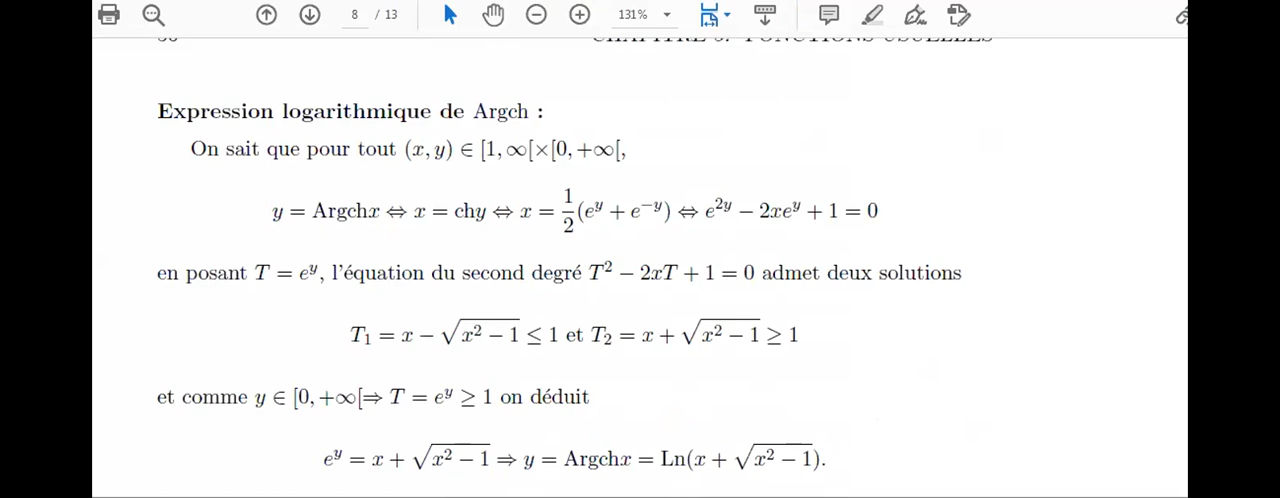 8 / 13 131%
Expression logarithmique de Argch :
On sait que pour tout (x, y) ∈ [1, ∞[×[0, +∞[,
y = Argchx ⇔ x = chy ⇔ x = 1/2(e^y + e^{-y}) ⇔ e^{2y} − 2xe^y + 1 = 0
en posant T = e^y, l'équation du second degré T² − 2xT + 1 = 0 admet deux solutions
T₁ = x − √(x² − 1) ≤ 1 et T₂ = x + √(x² − 1) ≥ 1
et comme y ∈ [0, +∞[⇒ T = e^y ≥ 1 on déduit
e^y = x + √(x² − 1) ⇒ y = Argchx = Ln(x + √(x² − 1)).